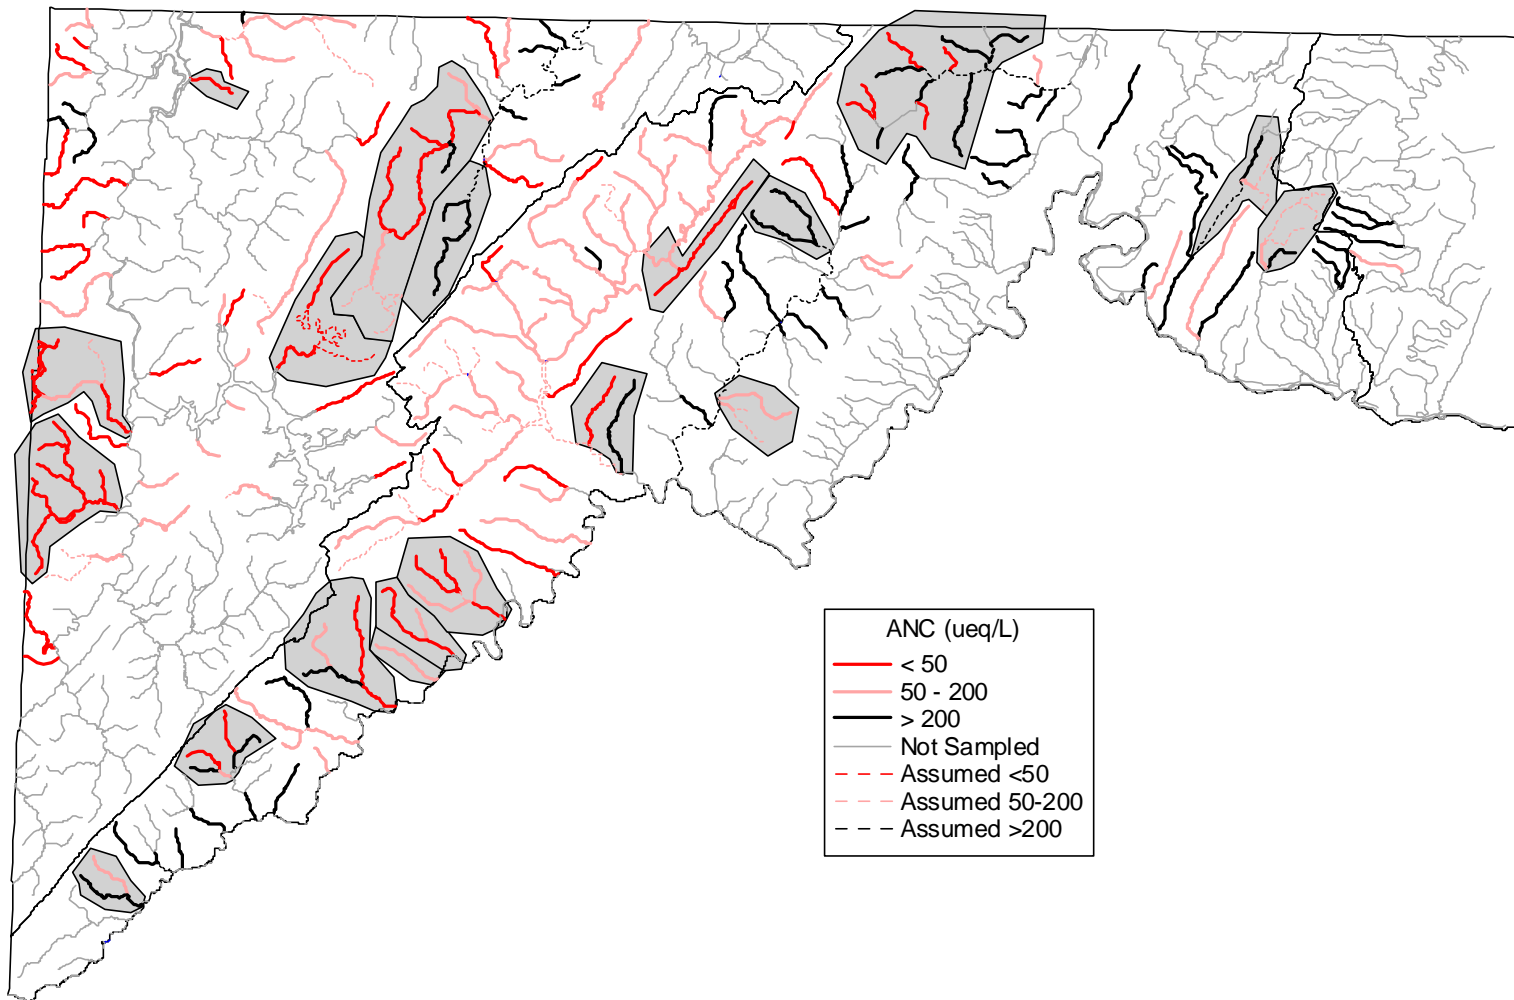 ANC (ueq/L)
< 50
50 - 200
> 200
Not Sampled
Assumed <50
Assumed 50-200
Assumed >200